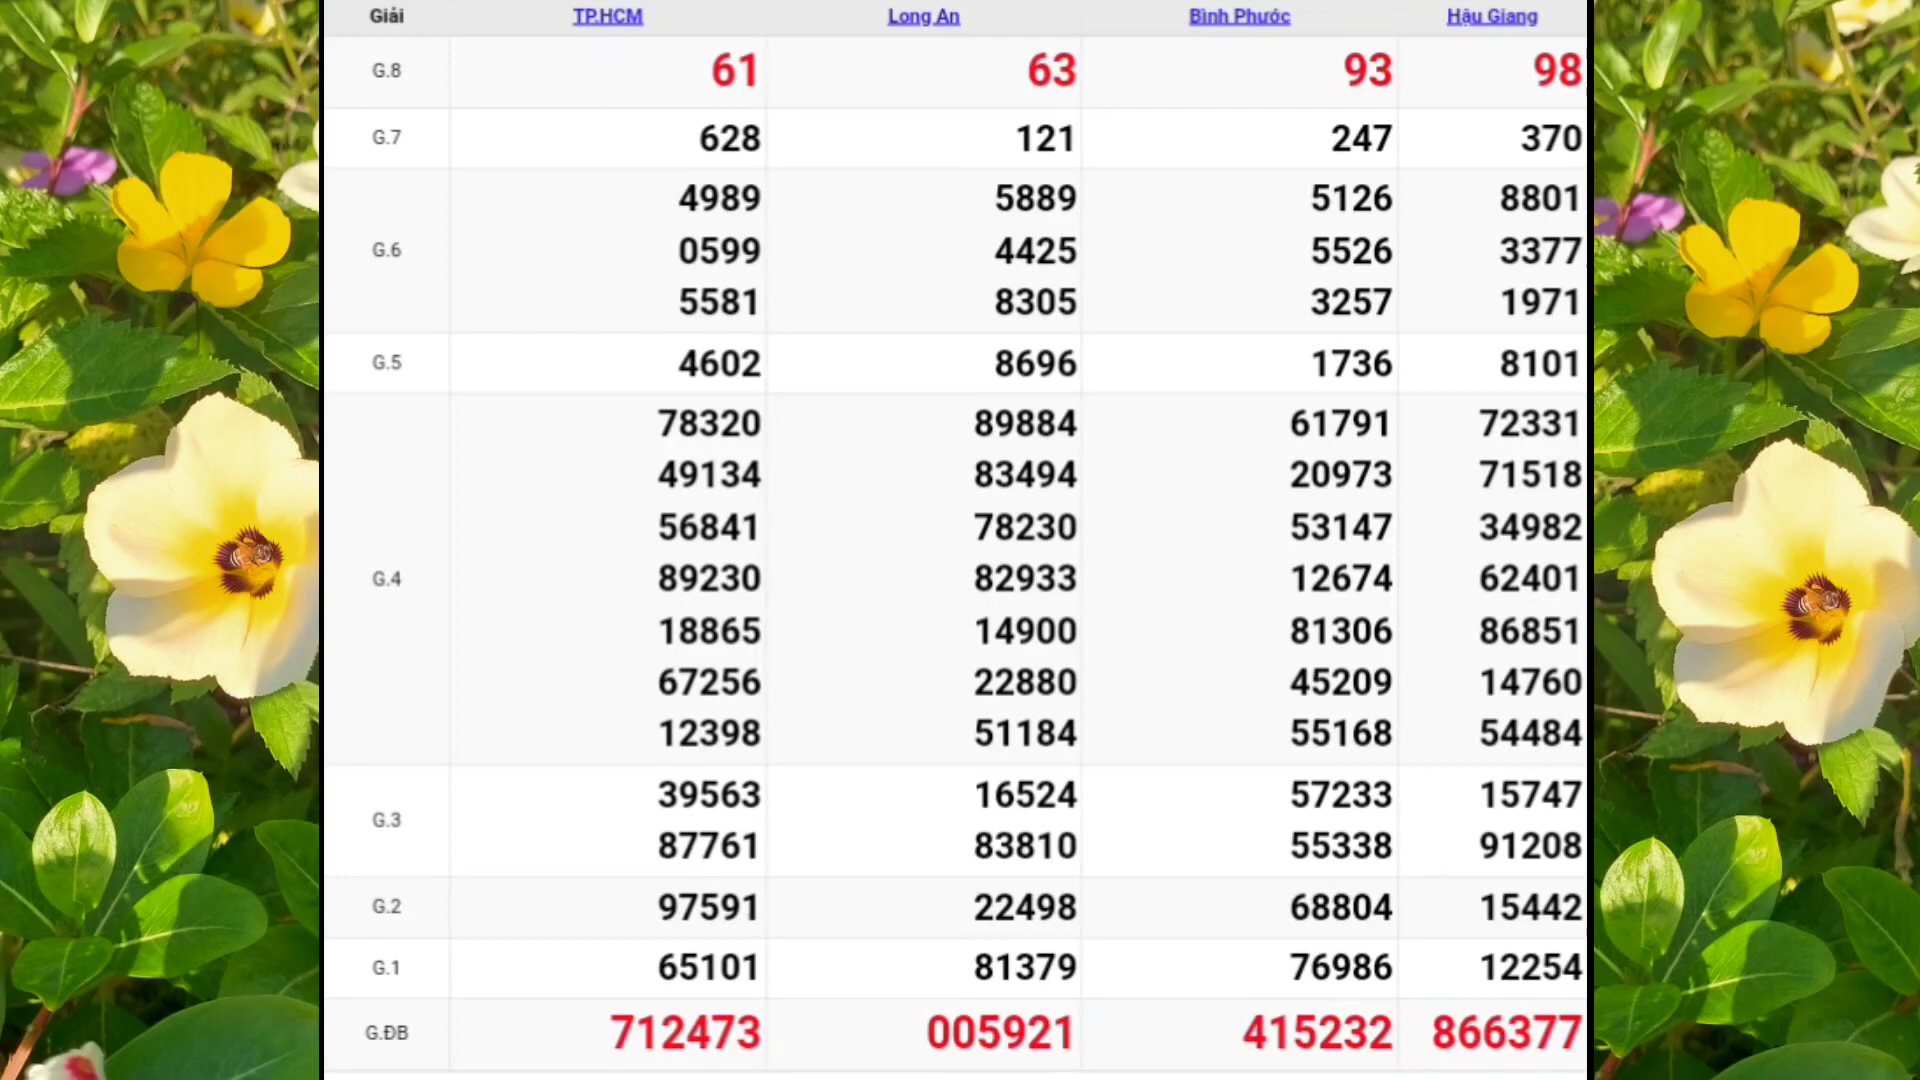 Giải TP.HCM Long An Bình Phước Hậu Giang
G.8 61 63 93 98
G.7 628 121 247 370
4989 5889 5126 8801
G.6 0599 4425 5526 3377
5581 8305 3257 1971
G.5 4602 8696 1736 8101
78320 89884 61791 72331
49134 83494 20973 71518
56841 78230 53147 34982
G.4 89230 82933 12674 62401
18865 14900 81306 86851
67256 22880 45209 14760
12398 51184 55168 54484
39563 16524 57233 15747
G.3
87761 83810 55338 91208
G.2 97591 22498 68804 15442
G.1 65101 81379 76986 12254
G.ĐB 712473 005921 415232 866377